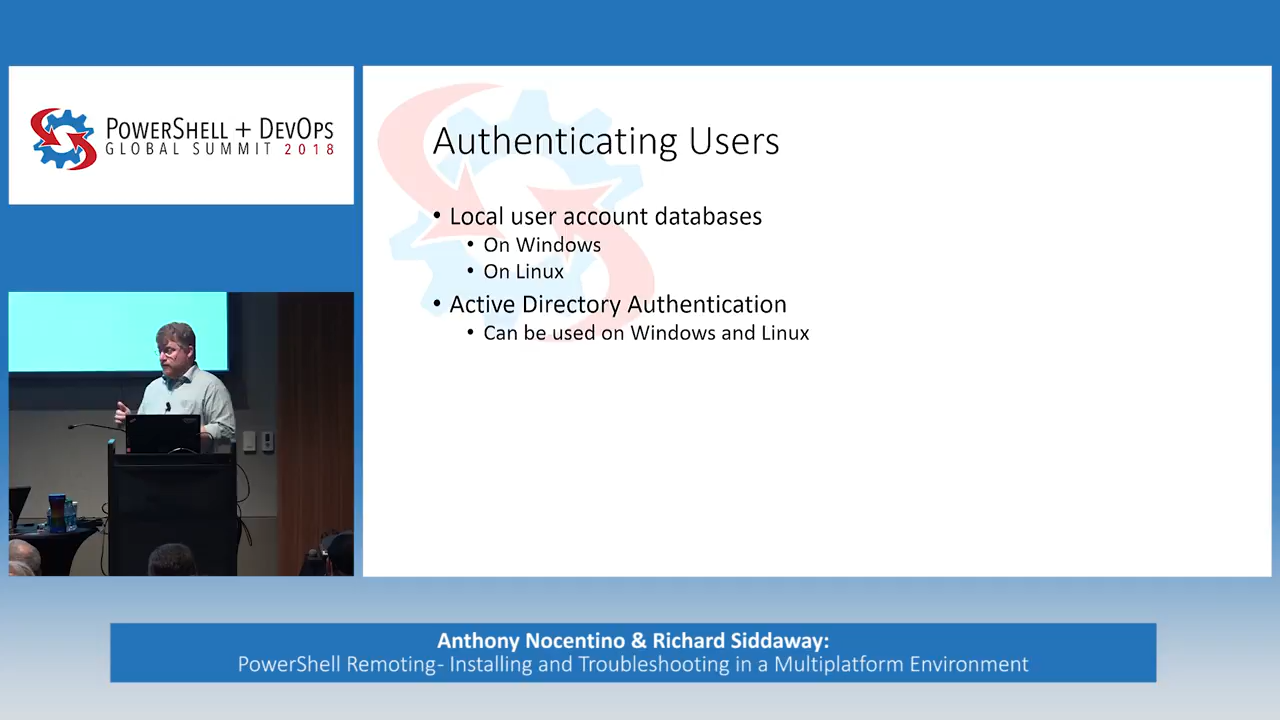 POWERSHELL + DEVOPS
GLOBAL SUMMIT 2018
Authenticating Users
• Local user account databases
• On Windows
• On Linux
• Active Directory Authentication
• Can be used on Windows and Linux
Anthony Nocentino & Richard Siddaway:
PowerShell Remoting- Installing and Troubleshooting in a Multiplatform Environment